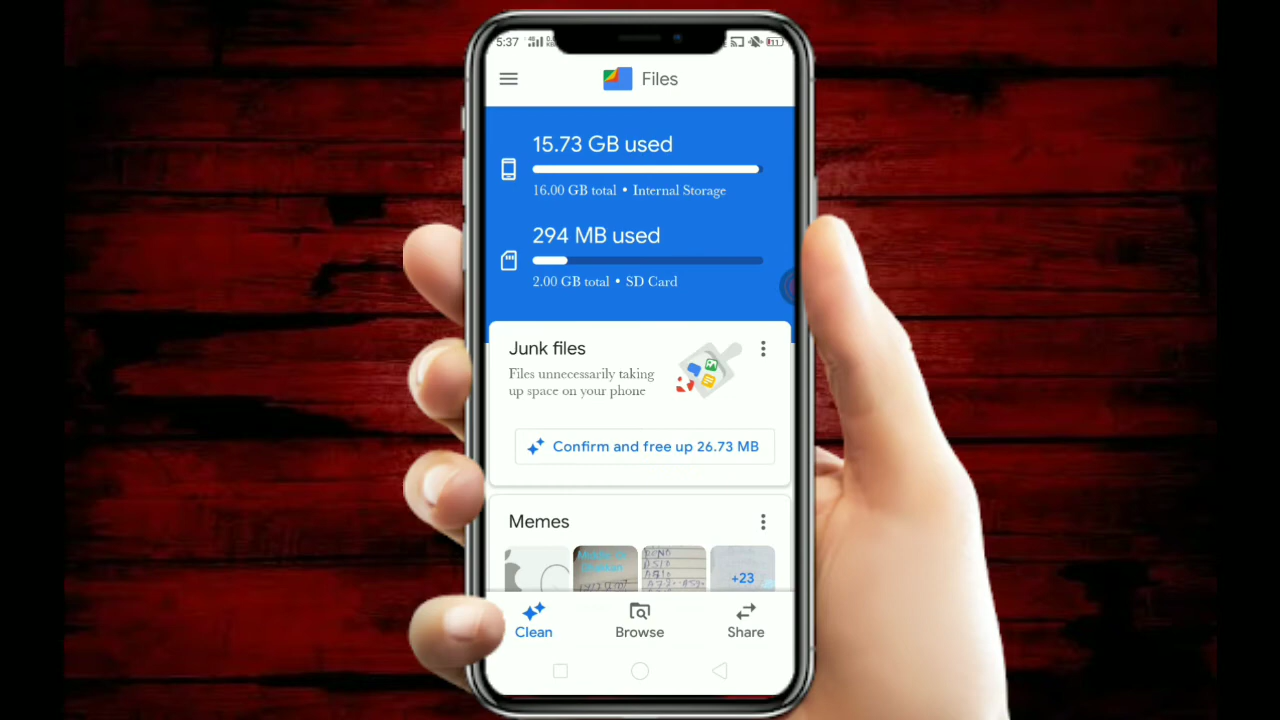 5:37
11
Files
15.73 GB used
16.00 GB total • Internal Storage
294 MB used
2.00 GB total • SD Card
Junk files
Files unnecessarily taking
up space on your phone
Confirm and free up 26.73 MB
Memes
+23
Clean
Browse
Share